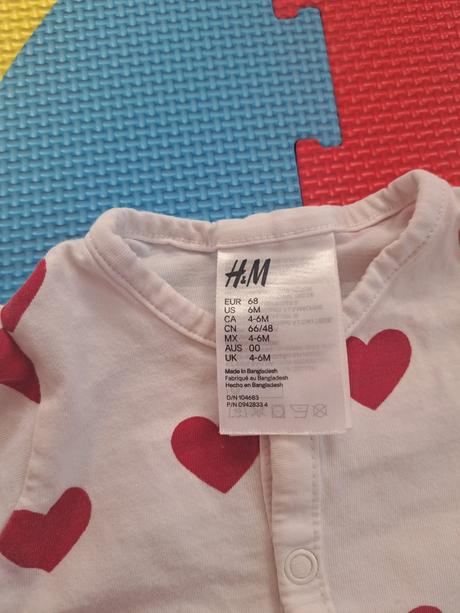 H&M
EUR 68
US 6M
CA 4-6M
CN 66/48
MX 4-6M
AUS 00
UK 4-6M
Made in Bangladesh
Fabriqué au Bangladesh
Hecho en Bangladesh
O/N 104683
P/N 0942833 4